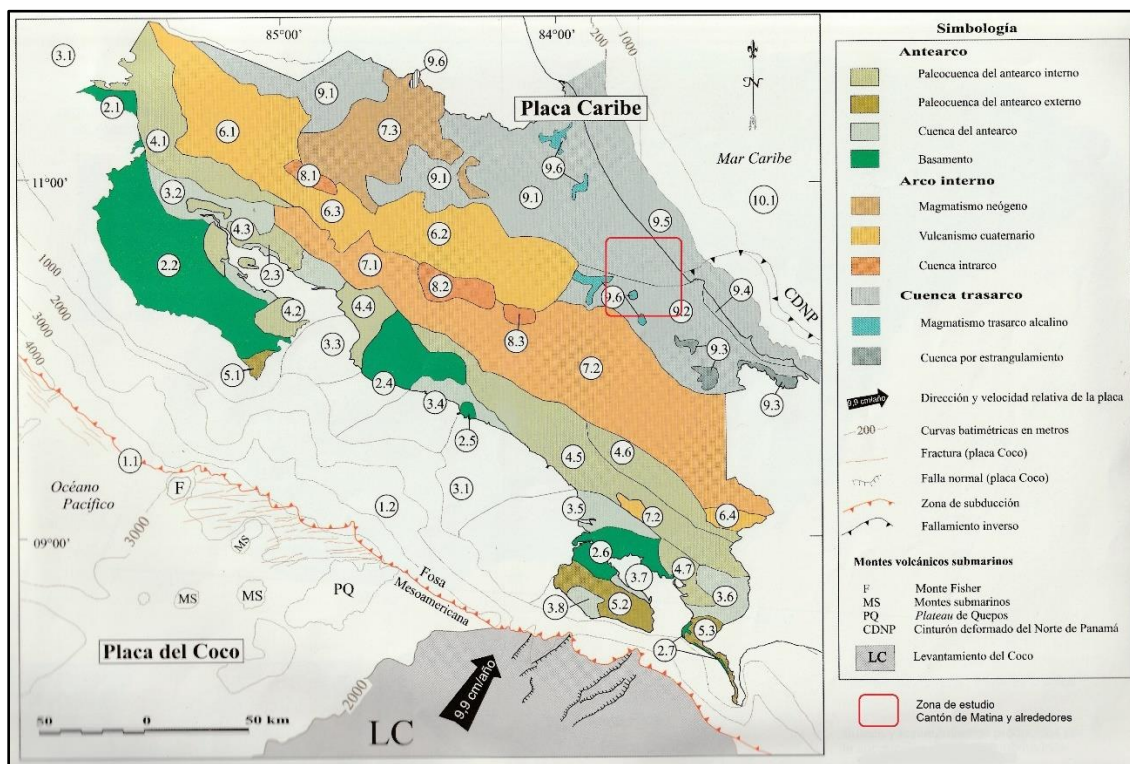 85°00'
84°00'
200
1000
3.1
9.6
9.1
2.1
Placa Caribe
N
6.1
7.3
4.1
9.6
Mar Caribe
8.1
9.1
9.1
11°00'
3.2
10.1
6.3
9.5
4.3
6.2
2.2
2.3
7.1
8.2
9.6
9.2
9.4
CDNP
4.2
4.4
1000
2000
3000
4000
3.3
8.3
9.3
5.1
7.2
9.3
2.4
3.4
2.5
4.6
4.5
1.1
Océano
Pacífico
F
3.1
3.5
7.2
6.4
1.2
3000
09°00'
MS
2.6
4.7
3.7
3.6
MS
MS
PQ
Fosa
Mesoamericana
3.8
5.2
5.3
2.7
Placa del Coco
2000
9,9 cm/año
50 0 50 km
LC
Simbología
Antearco
Paleocuenca del antearco interno
Paleocuenca del antearco externo
Cuenca del antearco
Basamento
Arco interno
Magmatismo neógeno
Vulcanismo cuaternario
Cuenca intrarco
Cuenca trasarco
Magmatismo trasarco alcalino
Cuenca por estrangulamiento
9,9 cm/año Dirección y velocidad relativa de la placa
200 Curvas batimétricas en metros
Fractura (placa Coco)
Falla normal (placa Coco)
Zona de subducción
Fallamiento inverso
Montes volcánicos submarinos
F Monte Fisher
MS Montes submarinos
PQ Plateau de Quepos
CDNP Cinturón deformado del Norte de Panamá
LC Levantamiento del Coco
Zona de estudio
Cantón de Matina y alrededores